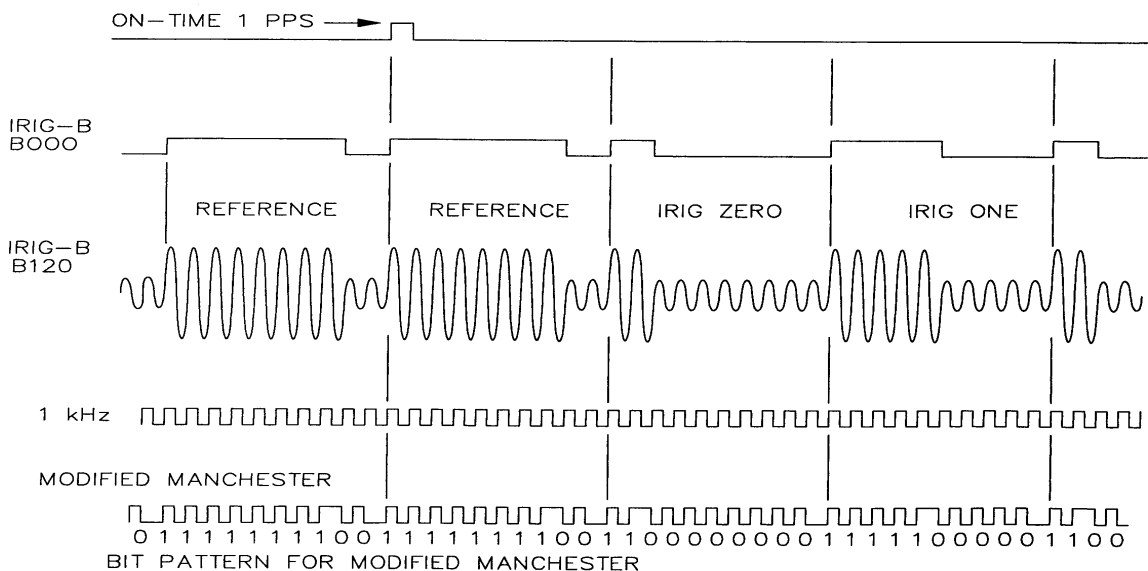 ON-TIME 1 PPS
IRIG-B
B000
REFERENCE REFERENCE IRIG ZERO IRIG ONE
IRIG-B
B120
1 kHz
MODIFIED MANCHESTER
0 1 1 1 1 1 1 1 1 0 0 1 1 1 1 1 1 1 1 0 0 1 1 0 0 0 0 0 0 0 0 1 1 1 1 1 0 0 0 0 0 1 1 0 0
BIT PATTERN FOR MODIFIED MANCHESTER